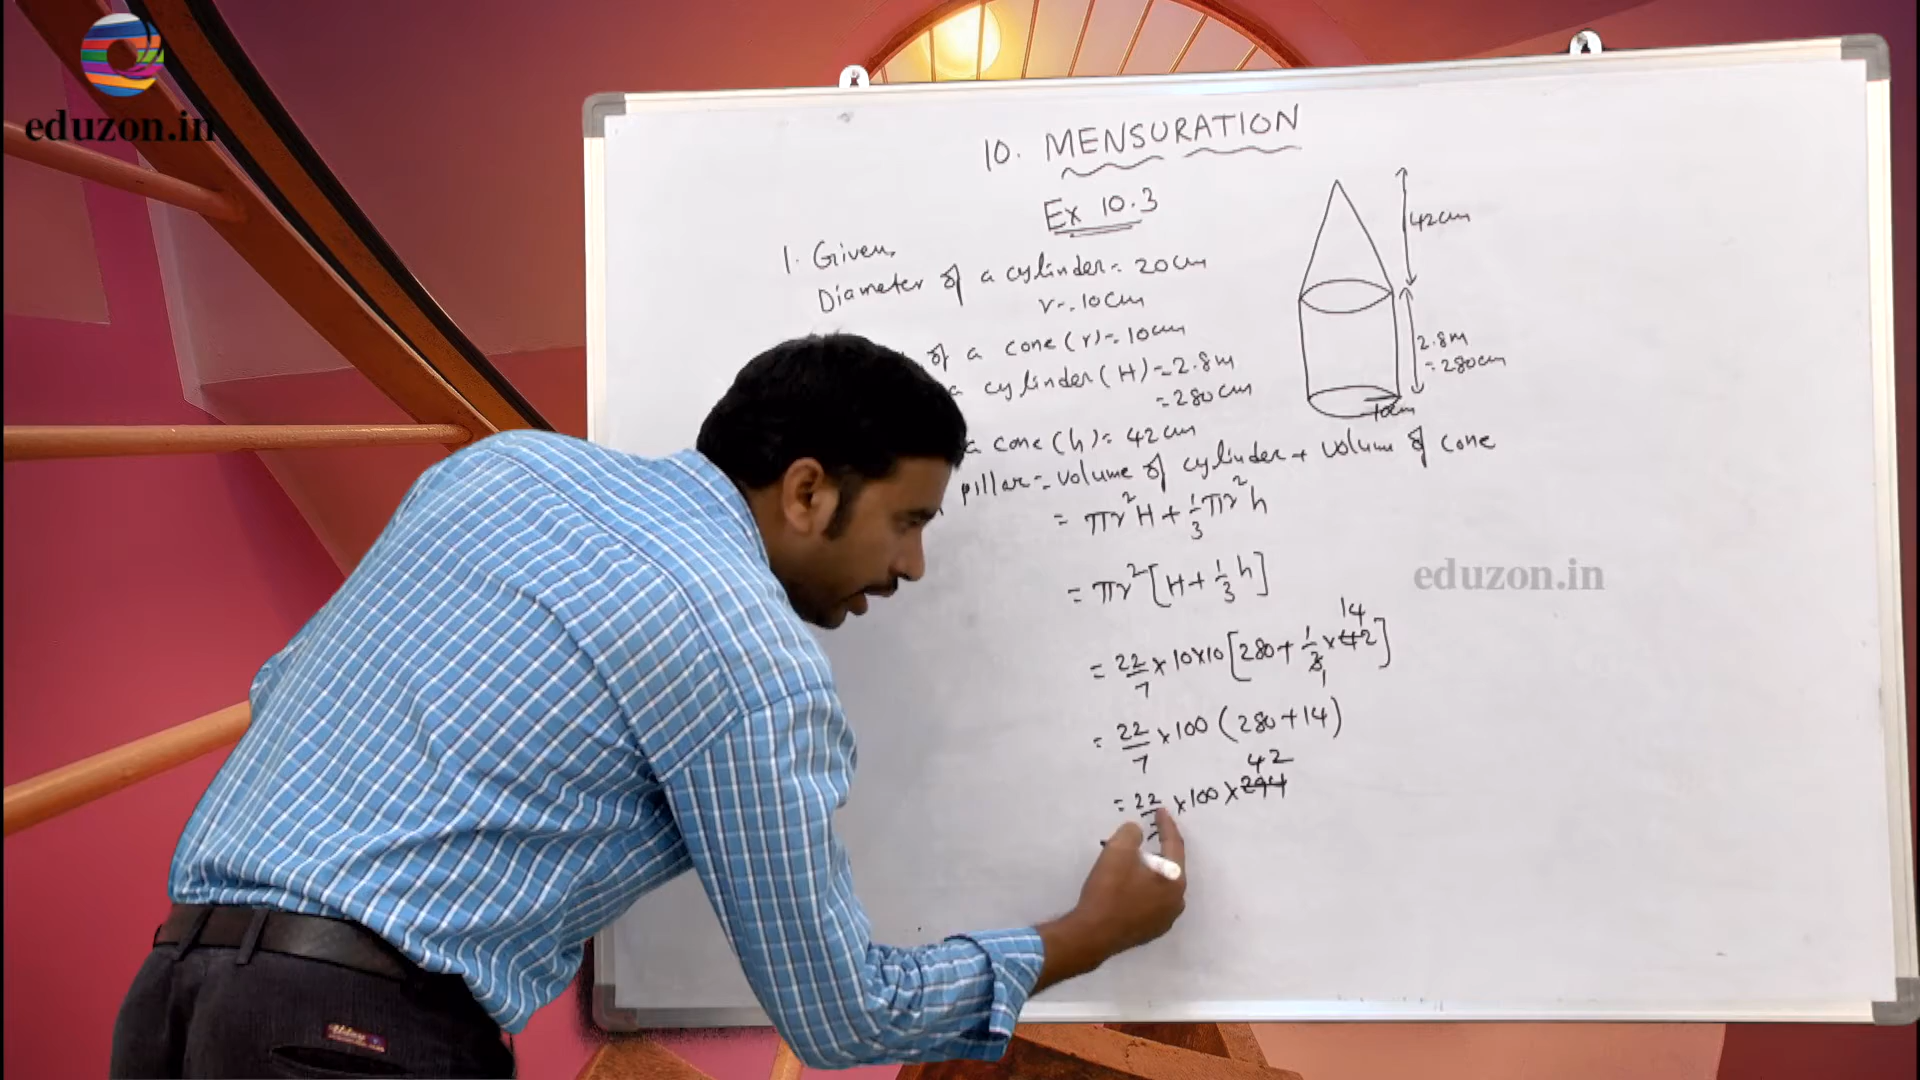 eduzon.in
10. MENSURATION
Ex 10.3
1. Given,
Diameter of a cylinder = 20cm
r = 10cm
of a cone (r) = 10cm
a cylinder (H) = 2.8m
= 280cm
a cone (h) = 42cm
pillar = volume of cylinder + volume of cone
= πr²H + 1/3 πr²h
= πr²[H + 1/3 h]
= 22/7 × 10×10 [280 + 1/3 × 42]
14
1
= 22/7 × 100 (280+14)
= 22/7 × 100 × 294
42
42cm
2.8m
= 280cm
10cm
eduzon.in